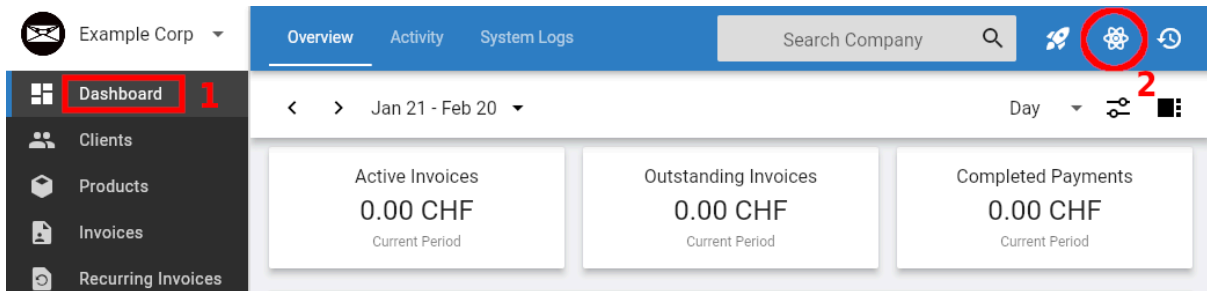 Example Corp
Overview Activity System Logs Search Company
Dashboard 1
2
Jan 21 - Feb 20 Day
Clients
Products
Invoices
Recurring Invoices
Active Invoices
0.00 CHF
Current Period
Outstanding Invoices
0.00 CHF
Current Period
Completed Payments
0.00 CHF
Current Period